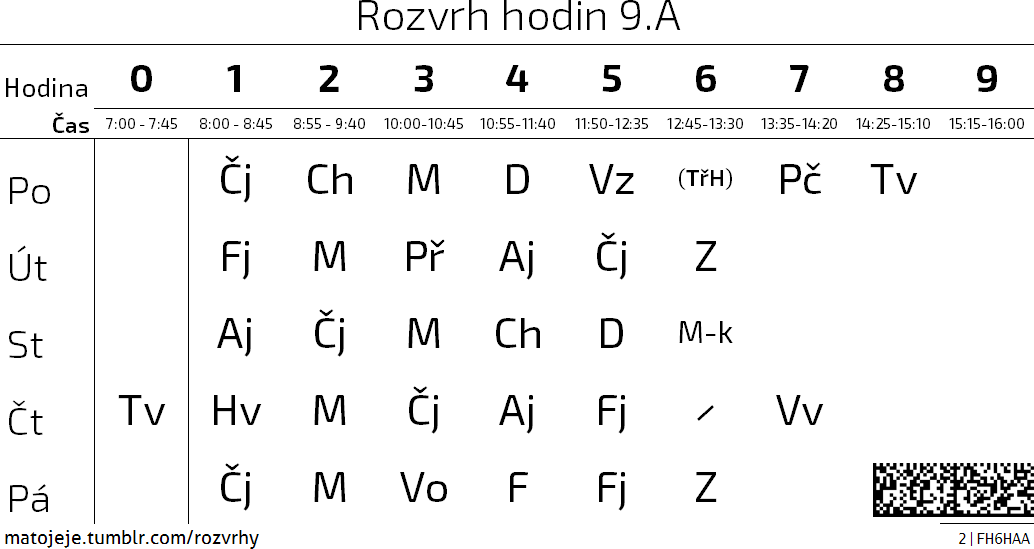 Rozvrh hodin 9.A
Hodina 0 1 2 3 4 5 6 7 8 9
Čas 7:00 - 7:45 8:00 - 8:45 8:55 - 9:40 10:00-10:45 10:55-11:40 11:50-12:35 12:45-13:30 13:35-14:20 14:25-15:10 15:15-16:00
Po Čj Ch M D Vz (TřH) Pč Tv
Út Fj M Př Aj Čj Z
St Aj Čj M Ch D M-k
Čt Tv Hv M Čj Aj Fj / Vv
Pá Čj M Vo F Fj Z
matojeje.tumblr.com/rozvrhy 2 | FH6HAA